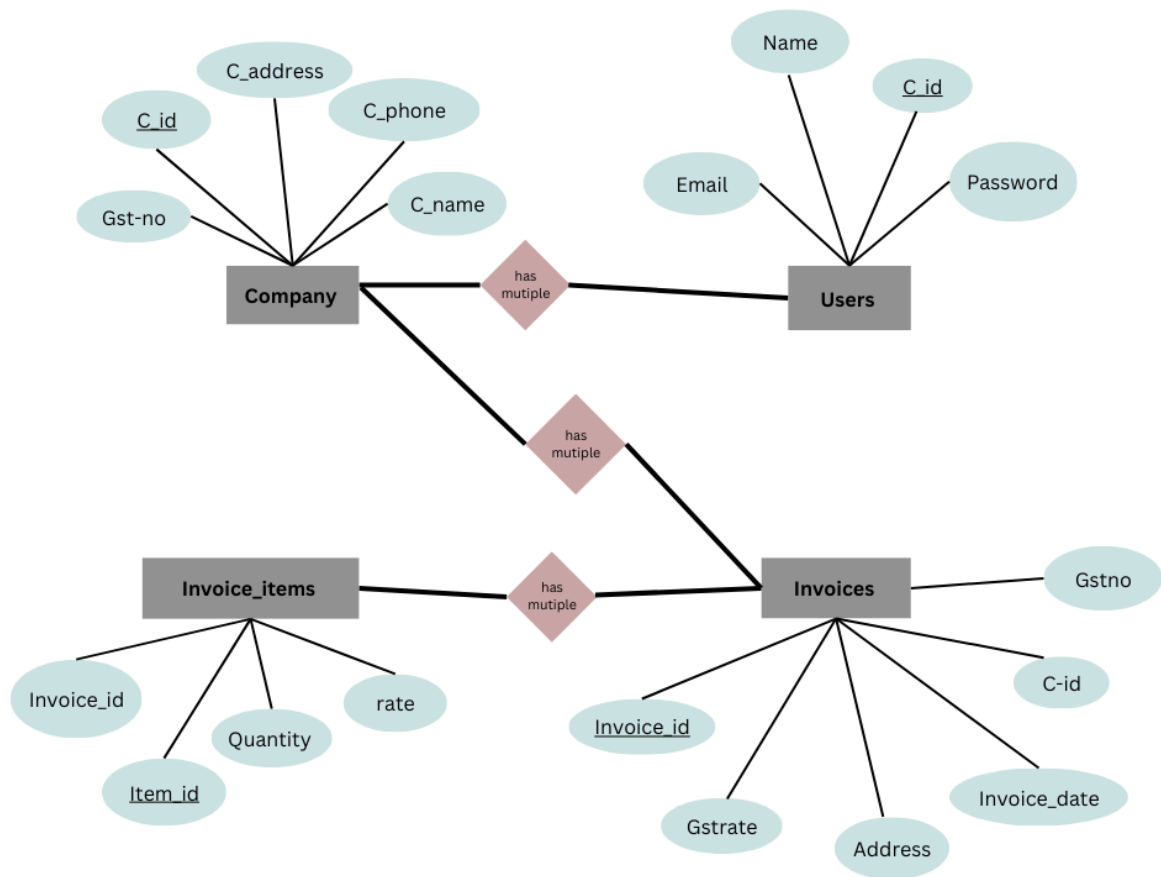 Name
C_address
C_id
C_phone
C_id
Email
Password
Gst-no
C_name
has
mutiple
Company
Users
has
mutiple
Invoice_items
has
mutiple
Invoices
Gstno
Invoice_id
rate
C-id
Quantity
Invoice_id
Item_id
Invoice_date
Gstrate
Address